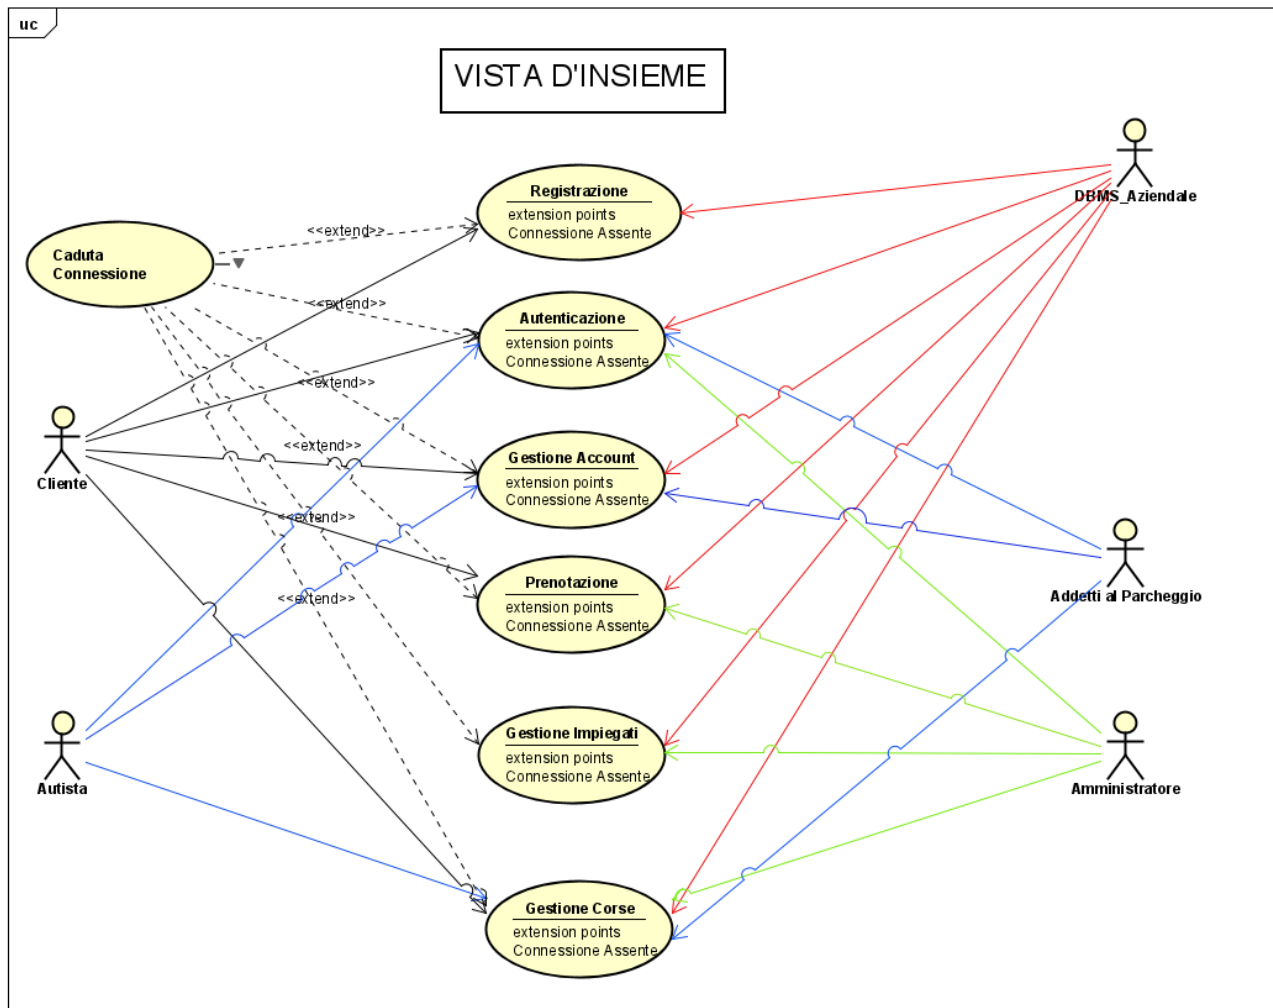 uc
VISTA D'INSIEME
DBMS_Aziendale
Registrazione
extension points
Connessione Assente
<<extend>>
Caduta
Connessione
<<extend>>
Autenticazione
extension points
Connessione Assente
<<extend>>
Cliente
<<extend>>
Gestione Account
extension points
Connessione Assente
<<extend>>
Prenotazione
extension points
Connessione Assente
<<extend>>
Addetti al Parcheggio
Gestione Impiegati
extension points
Connessione Assente
Autista
Amministratore
Gestione Corse
extension points
Connessione Assente